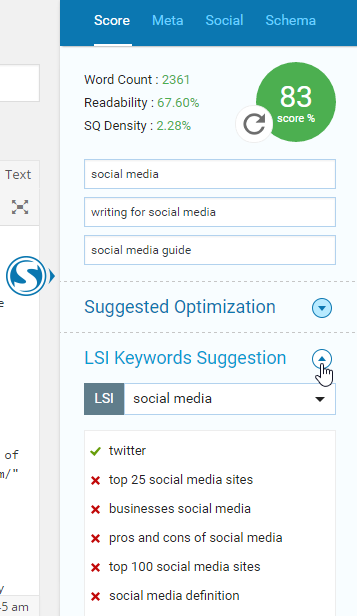 Score Meta Social Schema
Word Count : 2361
Readability : 67.60%
SQ Density : 2.28%
83
score %
social media
writing for social media
social media guide
Text
Suggested Optimization
LSI Keywords Suggestion
LSI social media
twitter
top 25 social media sites
businesses social media
pros and cons of social media
top 100 social media sites
social media definition
e
of
m/"
y
45 am